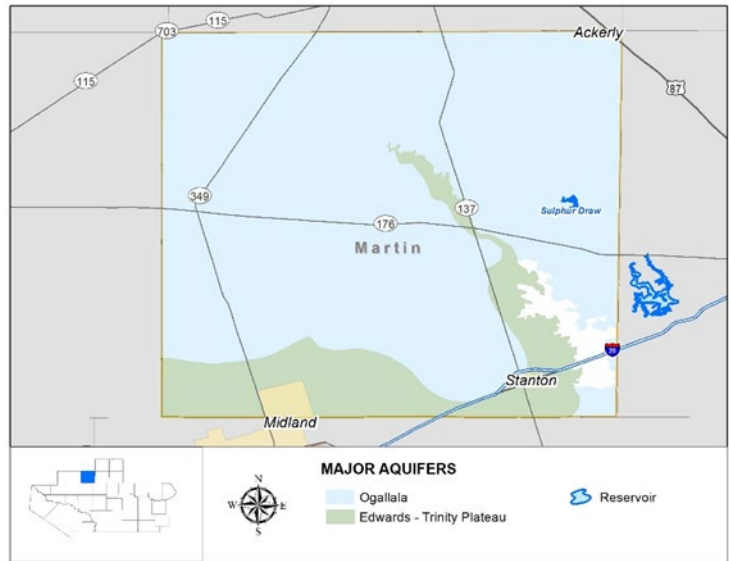 115
703
Ackerly
115
87
349
137
Sulphur Draw
176
Martin
20
Stanton
Midland
MAJOR AQUIFERS
N
W E
S
Ogallala
Reservoir
Edwards - Trinity Plateau